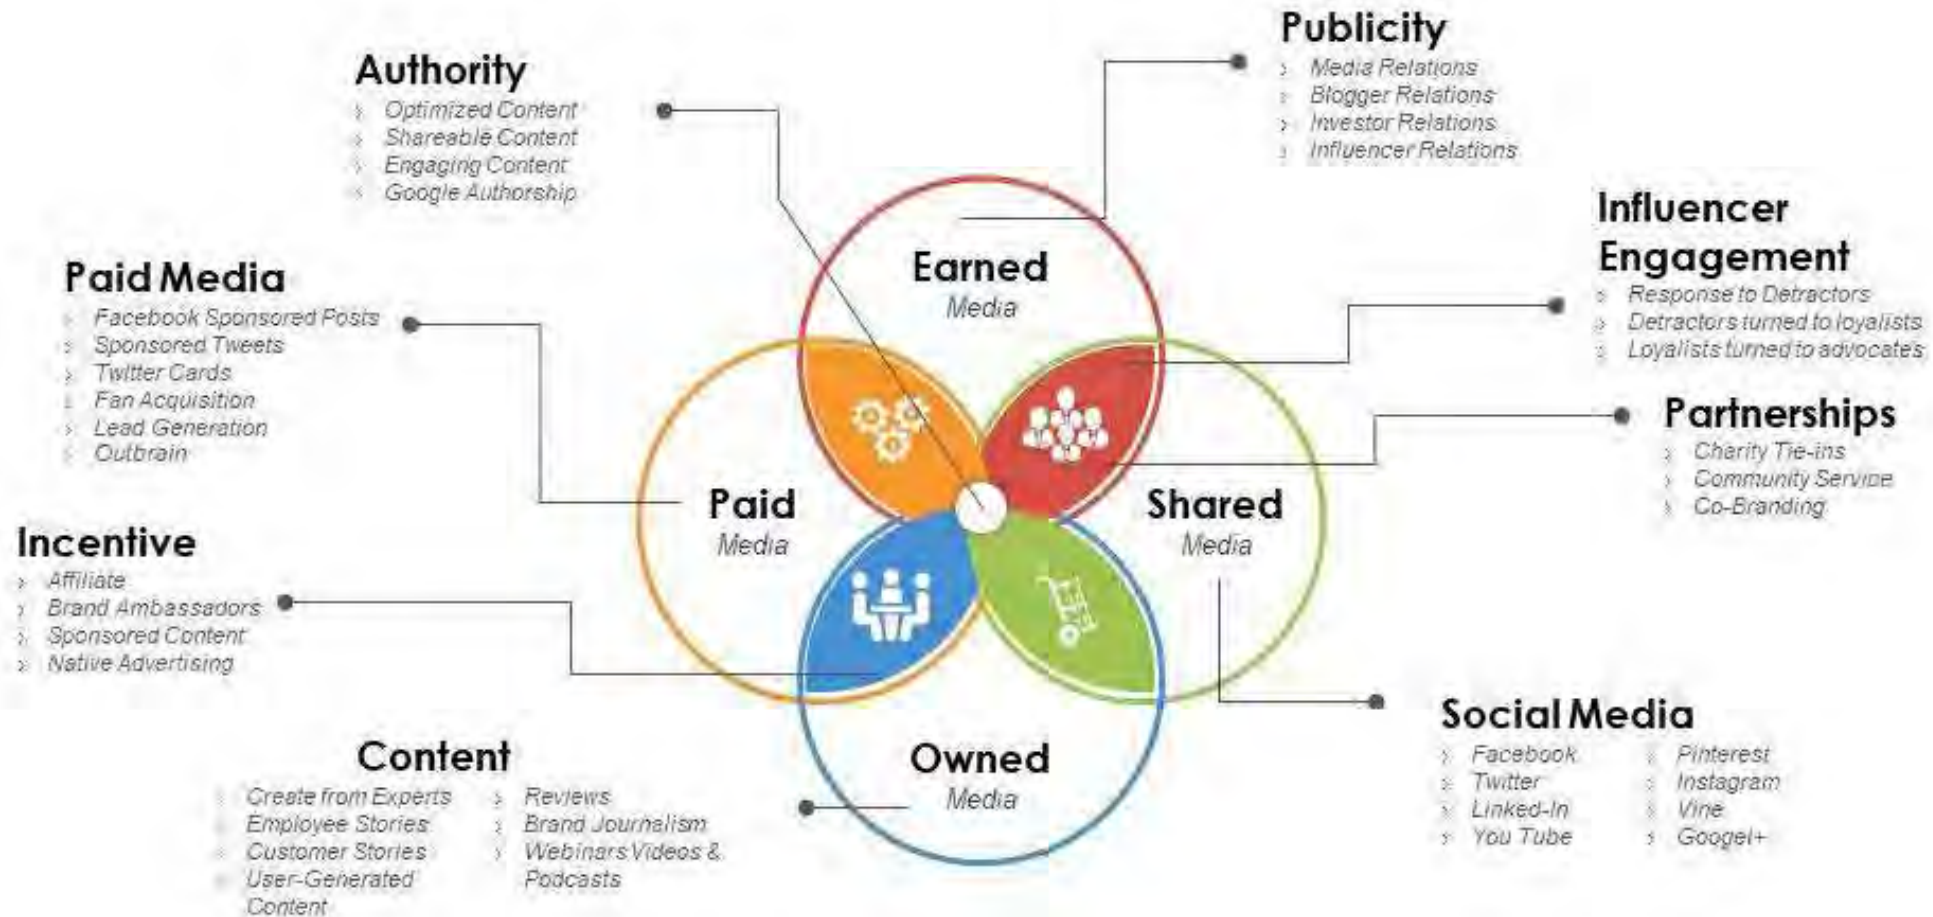 Publicity
Media Relations
Blogger Relations
Investor Relations
Influencer Relations
Authority
Optimized Content
Shareable Content
Engaging Content
Google Authorship
Influencer
Engagement
Response to Detractors
Detractors turned to loyalists
Loyalists turned to advocates
Earned
Media
Paid Media
Facebook Sponsored Posts
Sponsored Tweets
Twitter Cards
Fan Acquisition
Lead Generation
Outbrain
Partnerships
Charity Tie-ins
Community Service
Co-Branding
Paid
Media
Shared
Media
Incentive
Affiliate
Brand Ambassadors
Sponsored Content
Native Advertising
Social Media
Facebook
Twitter
Linked-In
You Tube
Pinterest
Instagram
Vine
Googel+
Owned
Media
Content
Create from Experts
Employee Stories
Customer Stories
User-Generated
Content
Reviews
Brand Journalism
Webinars Videos &
Podcasts